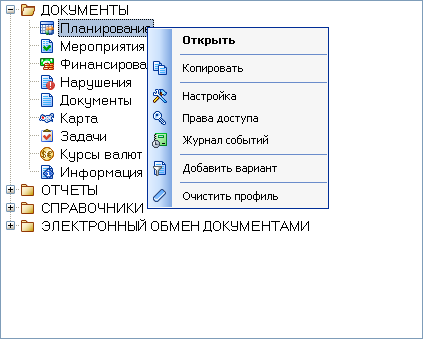 ДОКУМЕНТЫ
Планирование
Мероприятия
Финансирова
Нарушения
Документы
Карта
Задачи
Курсы валют
Информация
ОТЧЕТЫ
СПРАВОЧНИКИ
ЭЛЕКТРОННЫЙ ОБМЕН ДОКУМЕНТАМИ
Открыть
Копировать
Настройка
Права доступа
Журнал событий
Добавить вариант
Очистить профиль